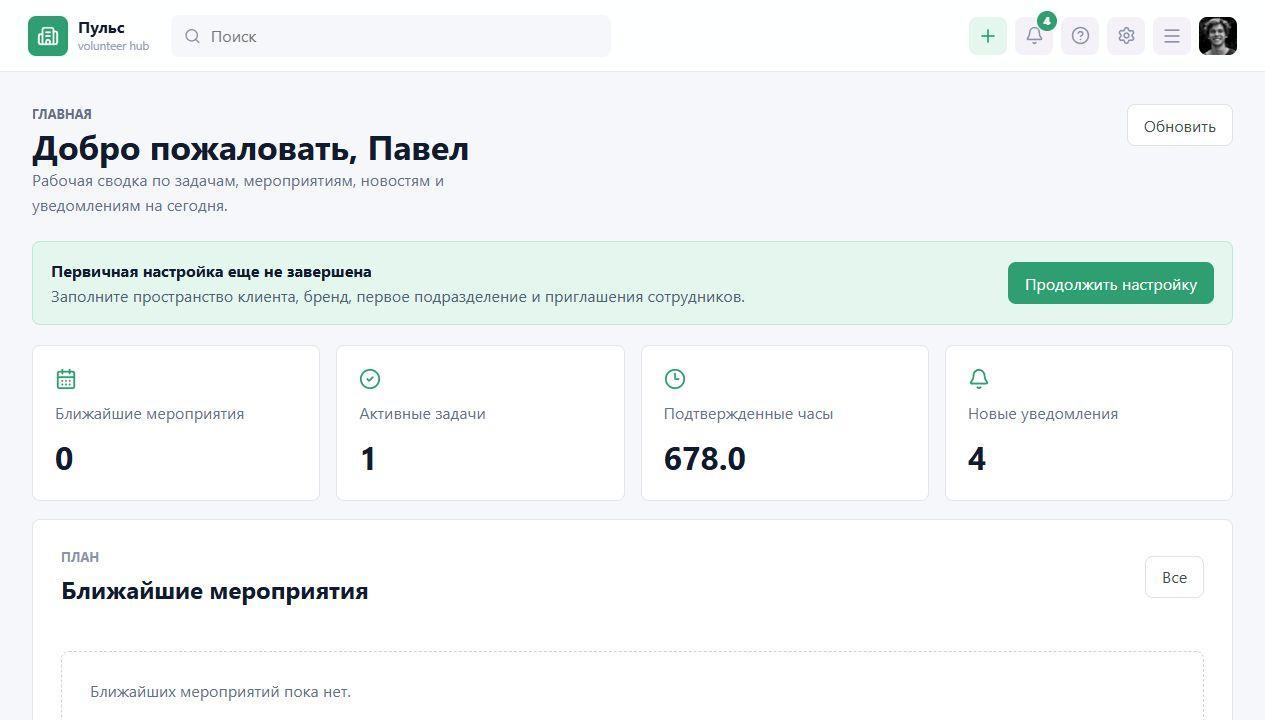 Пульс
volunteer hub
Поиск
4
ГЛАВНАЯ
Добро пожаловать, Павел
Рабочая сводка по задачам, мероприятиям, новостям и
уведомлениям на сегодня.
Обновить
Первичная настройка еще не завершена
Заполните пространство клиента, бренд, первое подразделение и приглашения сотрудников.
Продолжить настройку
Ближайшие мероприятия
0
Активные задачи
1
Подтвержденные часы
678.0
Новые уведомления
4
ПЛАН
Ближайшие мероприятия
Все
Ближайших мероприятий пока нет.